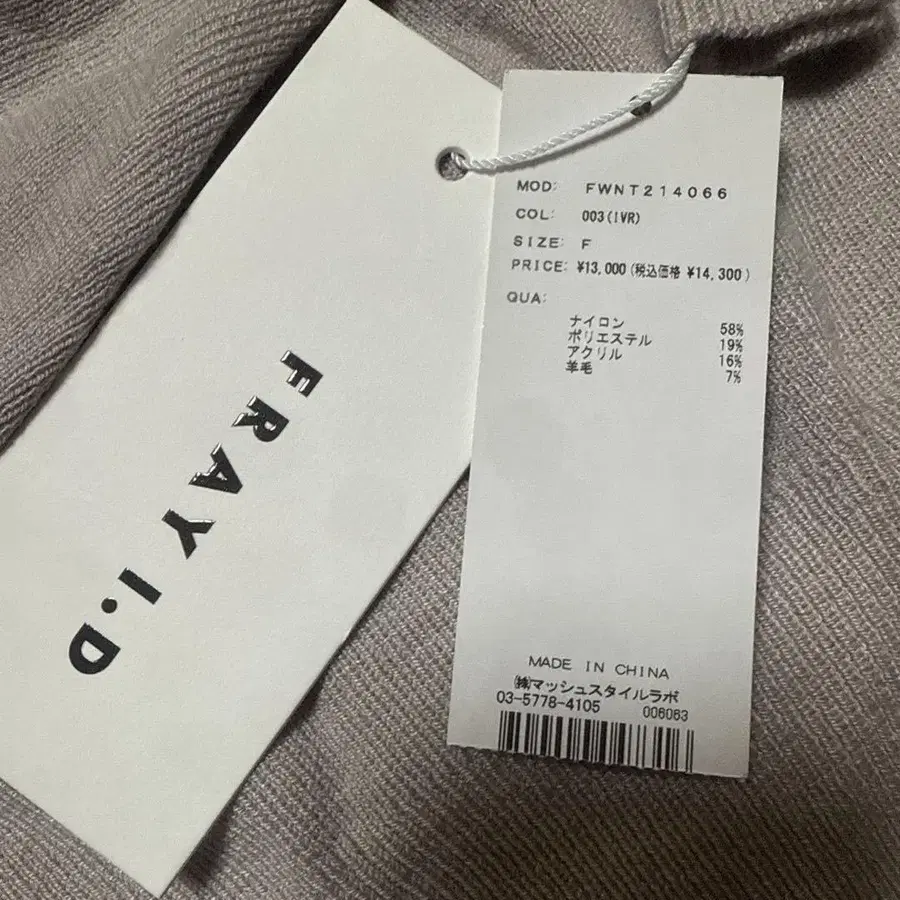 FRAY I.D
MOD: FWNT214066
COL: 003(IVR)
SIZE: F
PRICE: ¥13,000(税込価格 ¥14,300)
QUA:
ナイロン 58%
ポリエステル 19%
アクリル 16%
羊毛 7%
MADE IN CHINA
㈱マッシュスタイルラボ
03-5778-4105 006063